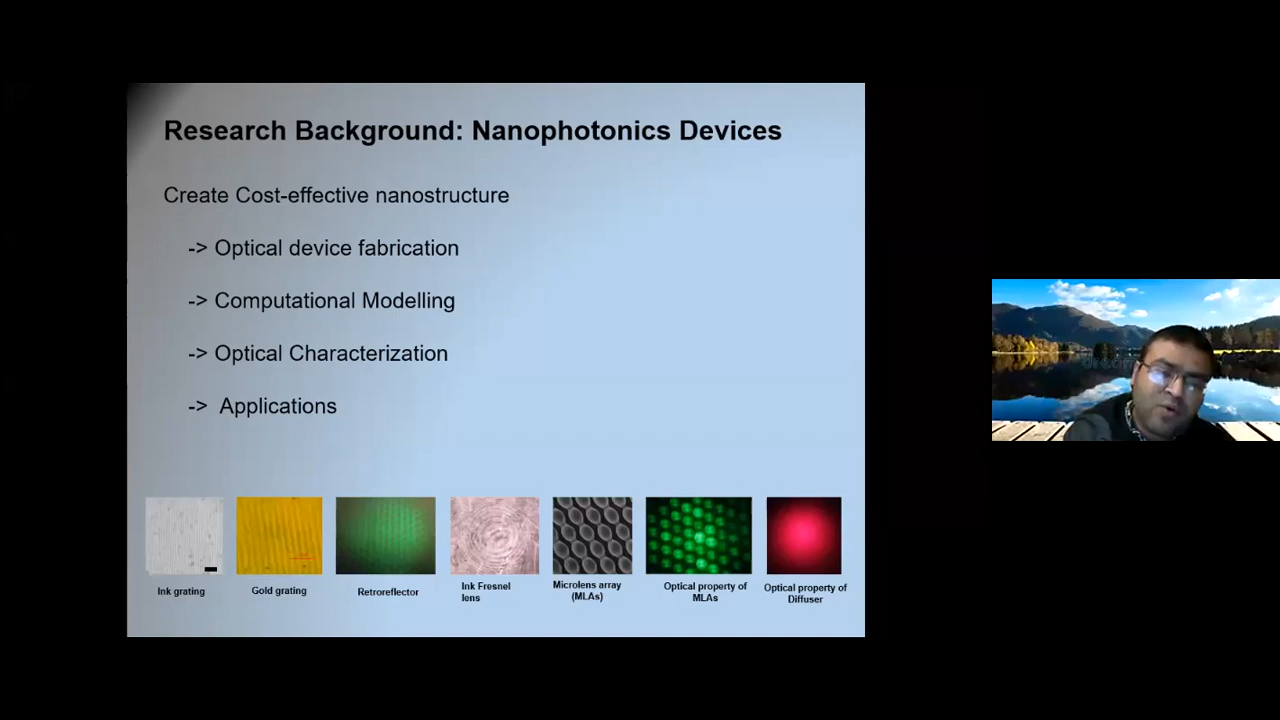 Research Background: Nanophotonics Devices
Create Cost-effective nanostructure
-> Optical device fabrication
-> Computational Modelling
-> Optical Characterization
-> Applications
Ink grating
Gold grating
Retroreflector
Ink Fresnel
lens
Microlens array
(MLAs)
Optical property of
MLAs
Optical property of
Diffuser